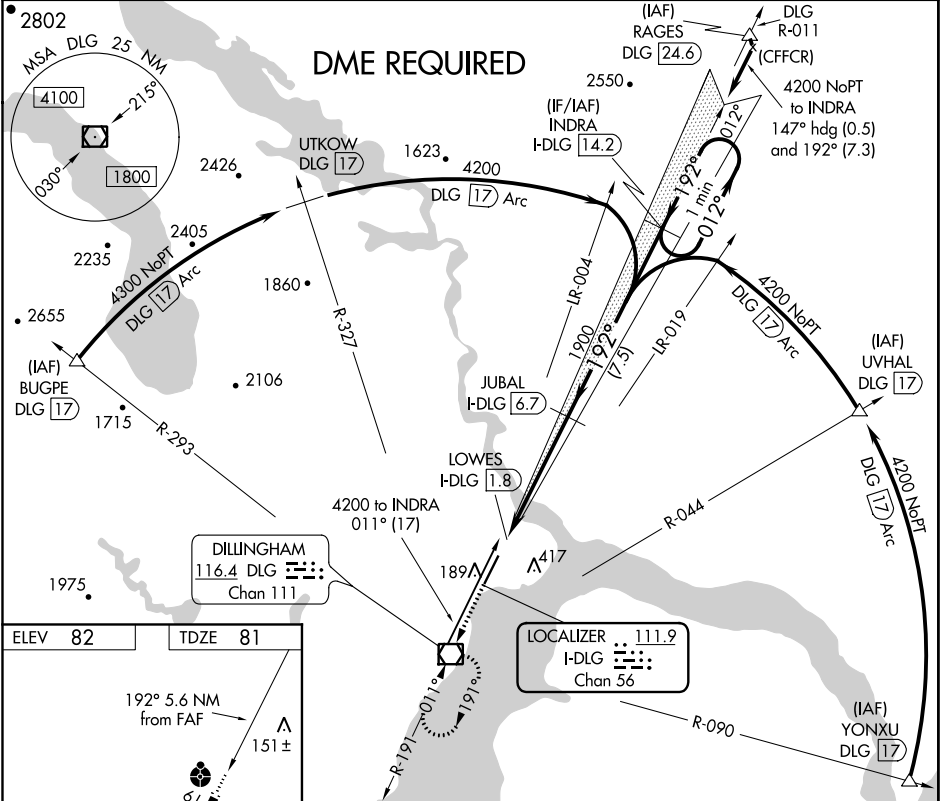 2802
MSA DLG 25 NM
4100
215°
030°
1800
DME REQUIRED
(IAF)
RAGES
DLG 24.6
DLG
R-011
(CFFCR)
4200 NoPT
to INDRA
147° hdg (0.5)
and 192° (7.3)
2550
(IF/IAF)
INDRA
I-DLG 14.2
UTKOW
DLG 17
1623
4200
DLG 17 Arc
2426
2405
2235
4300 NoPT
DLG 17 Arc
1860
2655
(IAF)
BUGPE
DLG 17
1715
2106
R-293
R-327
192°
012°
1 min
012°
LR-004
LR-019
1900
192°
(7.5)
4200 NoPT
DLG 17 Arc
(IAF)
UVHAL
DLG 17
JUBAL
I-DLG 6.7
LOWES
I-DLG 1.8
4200 to INDRA
011° (17)
R-044
4200 NoPT
DLG 17 Arc
DILLINGHAM
116.4 DLG
Chan 111
189
417
1975
LOCALIZER 111.9
I-DLG
Chan 56
R-090
(IAF)
YONXU
DLG 17
R-191
011°
191°
ELEV 82
TDZE 81
192° 5.6 NM
from FAF
151±